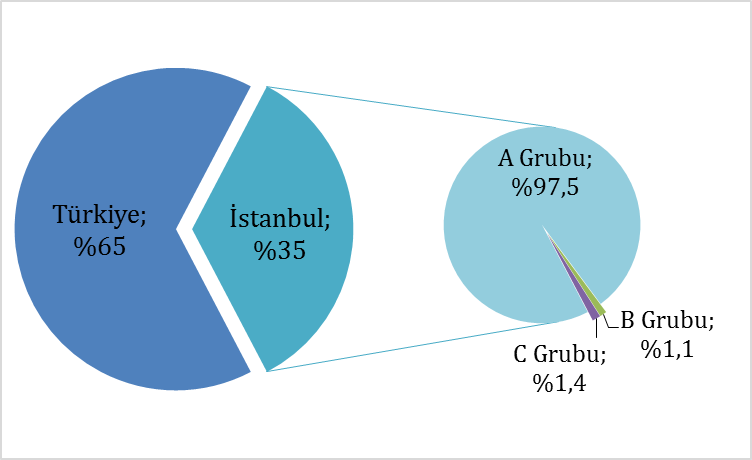 Türkiye;
%65
İstanbul;
%35
A Grubu;
%97,5
B Grubu;
%1,1
C Grubu;
%1,4